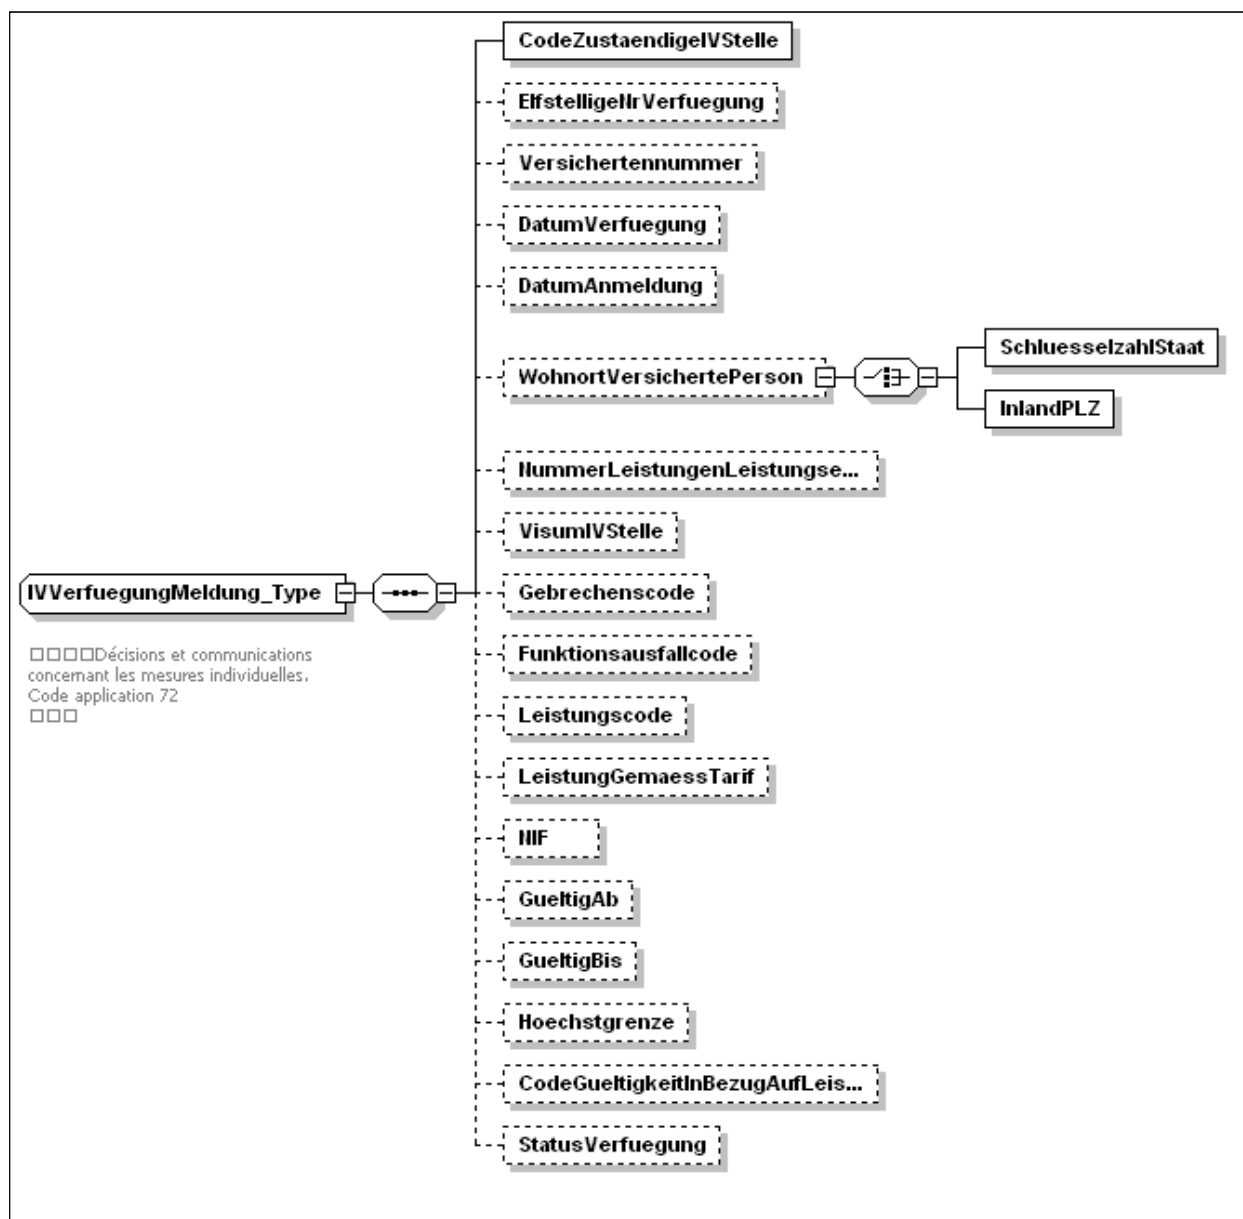 CodeZustaendigeIVStelle
ElfstelligeNrVerfuegung
Versichertennummer
DatumVerfuegung
DatumAnmeldung
WohnortVersichertePerson
SchluesselzahlStaat
InlandPLZ
NummerLeistungenLeistungse...
VisumIVStelle
IVVerfuegungMeldung_Type
□□□□Décisions et communications
concernant les mesures individuelles.
Code application 72
□□□
Gebrechenscode
Funktionsausfallcode
Leistungscode
LeistungGemaessTarif
NIF
GueltigAb
GueltigBis
Hoechstgrenze
CodeGueltigkeitInBezugAufLeis...
StatusVerfuegung